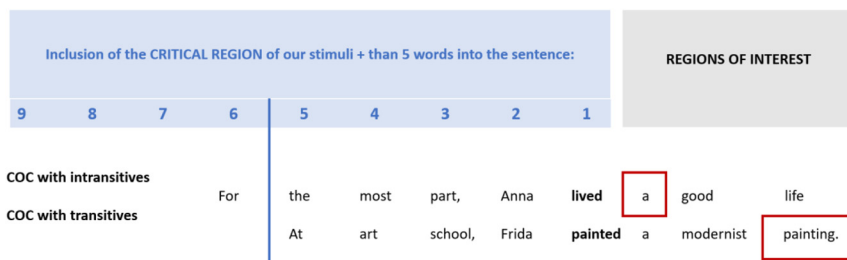 Inclusion of the CRITICAL REGION of our stimuli + than 5 words into the sentence:
REGIONS OF INTEREST
9 8 7 6 5 4 3 2 1
COC with intransitives
For the most part, Anna lived a good life
COC with transitives
At art school, Frida painted a modernist painting.